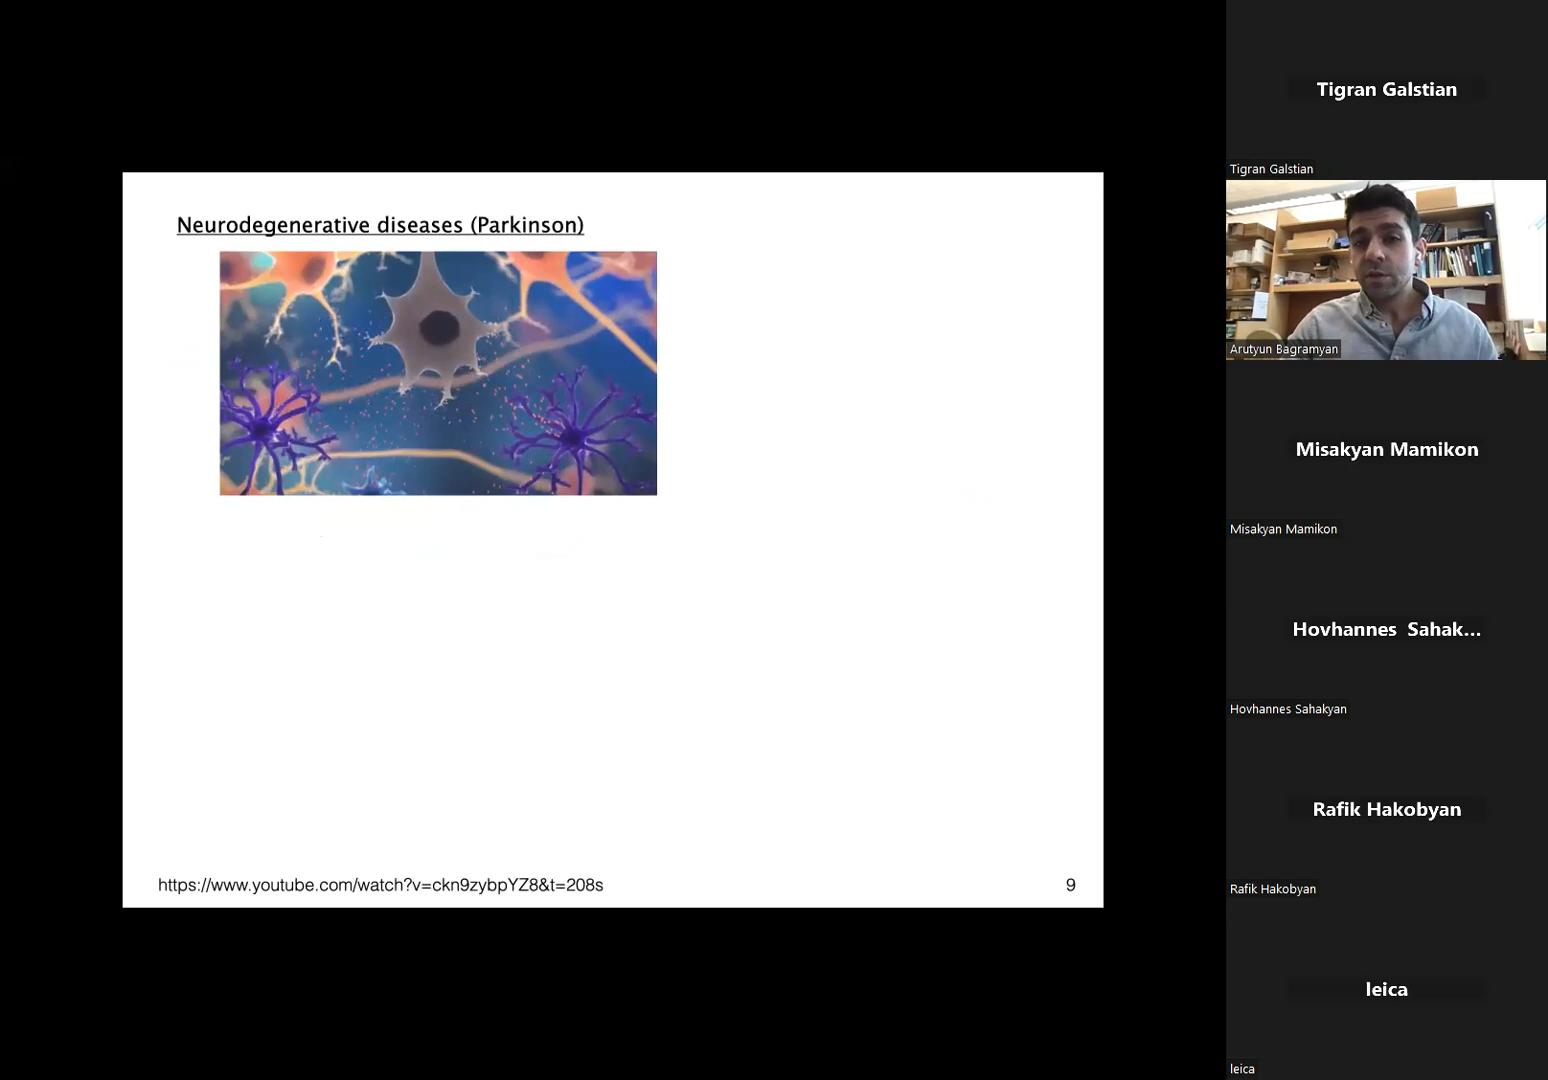 Neurodegenerative diseases (Parkinson)
https://www.youtube.com/watch?v=ckn9zybpYZ8&t=208s
9
Tigran Galstian
Tigran Galstian
Arutyun Bagramyan
Misakyan Mamikon
Misakyan Mamikon
Hovhannes Sahak...
Hovhannes Sahakyan
Rafik Hakobyan
Rafik Hakobyan
leica
leica